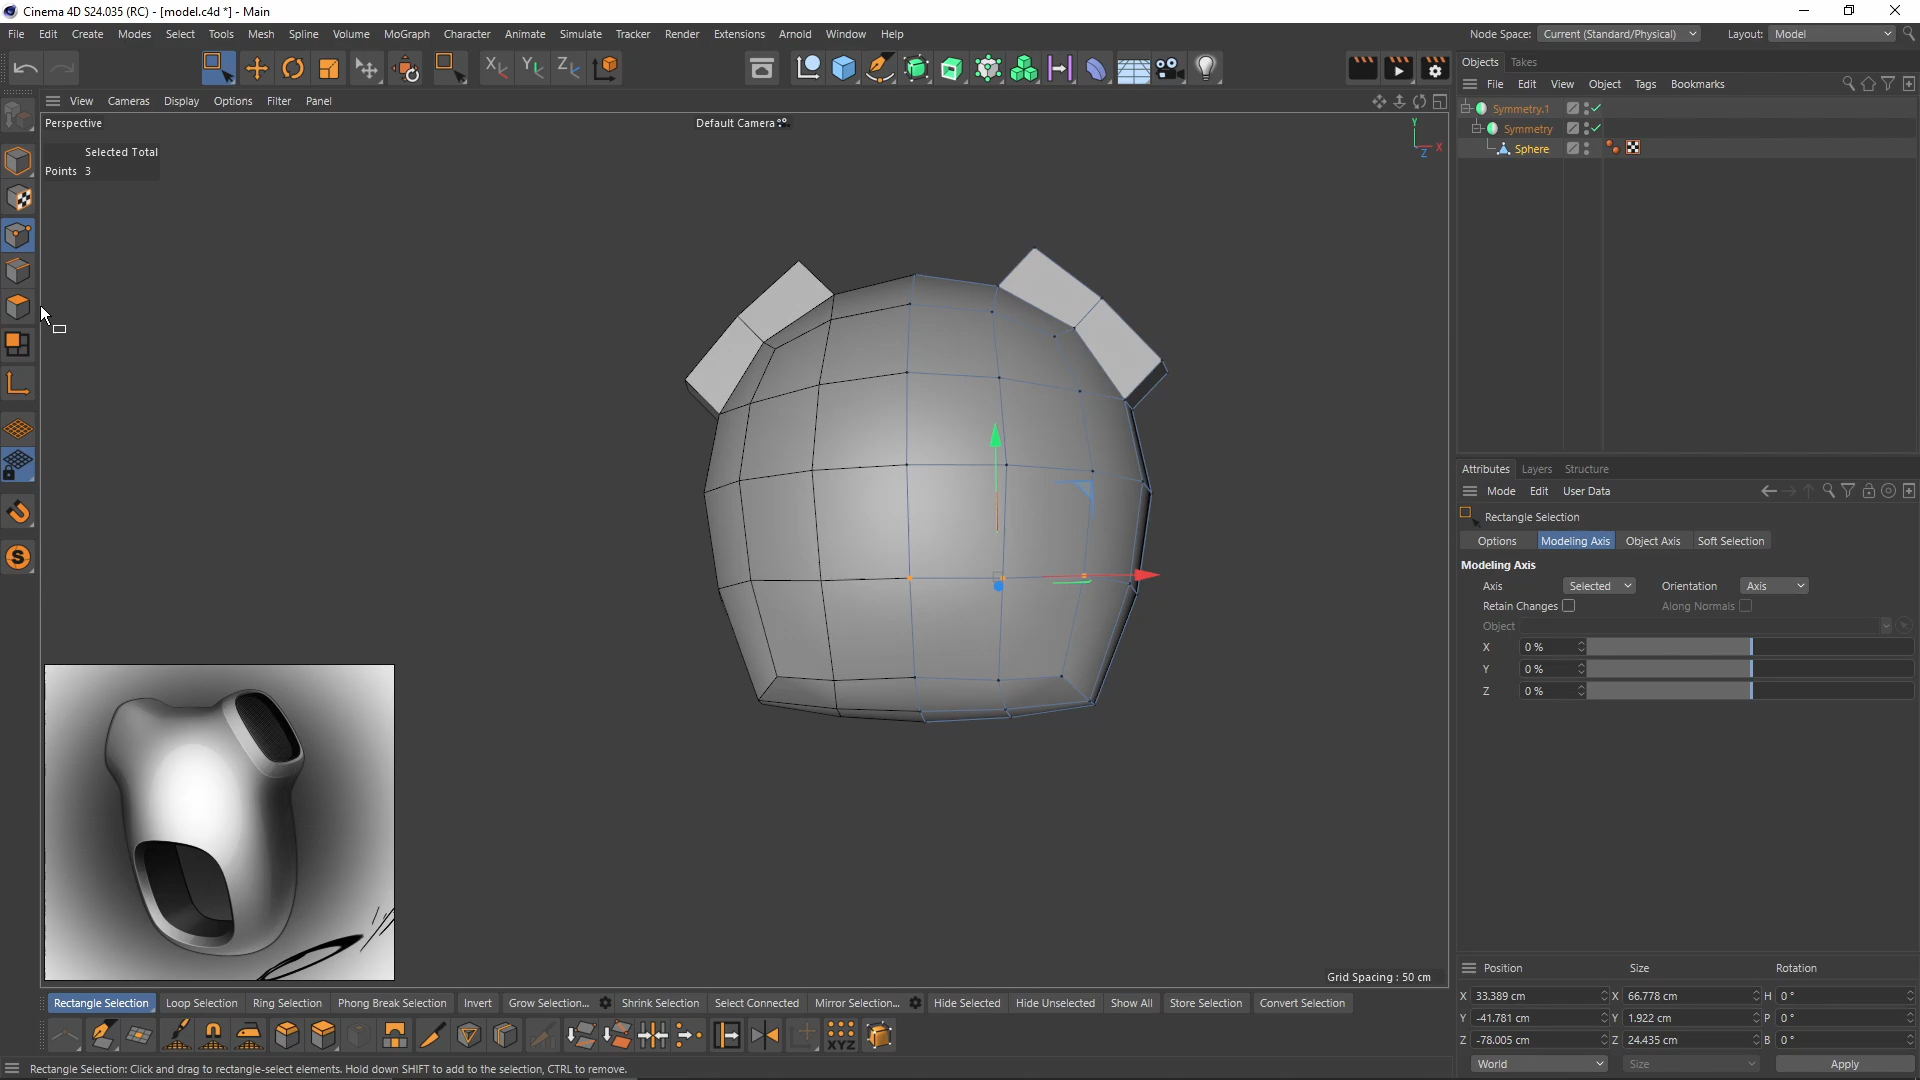 Cinema 4D S24.035 (RC) - [model.c4d *] - Main
File Edit Create Modes Select Tools Mesh Spline Volume MoGraph Character Animate Simulate Tracker Render Extensions Arnold Window Help
Node Space: Current (Standard/Physical) Layout: Model
X Y Z
Objects Takes
File Edit View Object Tags Bookmarks
View Cameras Display Options Filter Panel
Perspective
Default Camera
Y
X
Z
Selected Total
Points 3
Symmetry.1
Symmetry
Sphere
Attributes Layers Structure
Mode Edit User Data
Rectangle Selection
Options Modeling Axis Object Axis Soft Selection
Modeling Axis
Axis Selected Orientation Axis
Retain Changes Along Normals
Object
X 0 %
Y 0 %
Z 0 %
S
Grid Spacing : 50 cm
Rectangle Selection Loop Selection Ring Selection Phong Break Selection Invert Grow Selection... Shrink Selection Select Connected Mirror Selection... Hide Selected Hide Unselected Show All Store Selection Convert Selection
XYZ
Position Size Rotation
X 33.389 cm X 66.778 cm H 0 °
Y -41.781 cm Y 1.922 cm P 0 °
Z -78.005 cm Z 24.435 cm B 0 °
World Size Apply
Rectangle Selection: Click and drag to rectangle-select elements. Hold down SHIFT to add to the selection, CTRL to remove.